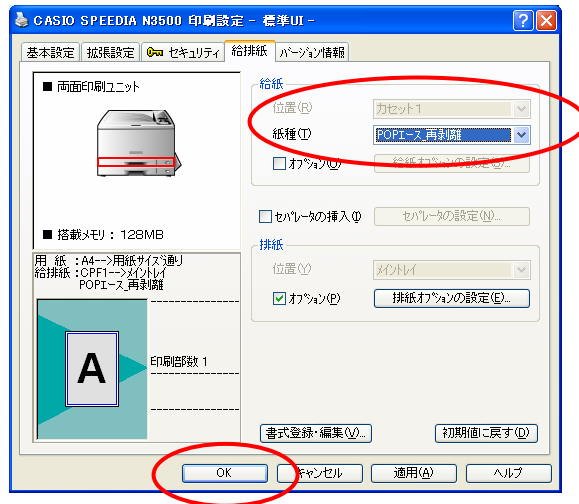 CASIO SPEEDIA N3500 印刷設定 - 標準UI -
基本設定 拡張設定 セキュリティ 給排紙 バージョン情報
■ 両面印刷ユニット
■ 搭載メモリ：128MB
用　紙　：A4-->用紙サイズ通り
給排紙：CPF1-->メイントレイ
POPエース_再剥離
A
印刷部数 1
給紙
位置(R) カセット1
紙種(T) POPエース_再剥離
オプション(O) 給紙オプションの設定(S)...
セパレータの挿入(I) セパレータの設定(N)...
排紙
位置(Y) メイントレイ
オプション(P) 排紙オプションの設定(E)...
書式登録・編集(V)... 初期値に戻す(D)
OK キャンセル 適用(A) ヘルプ